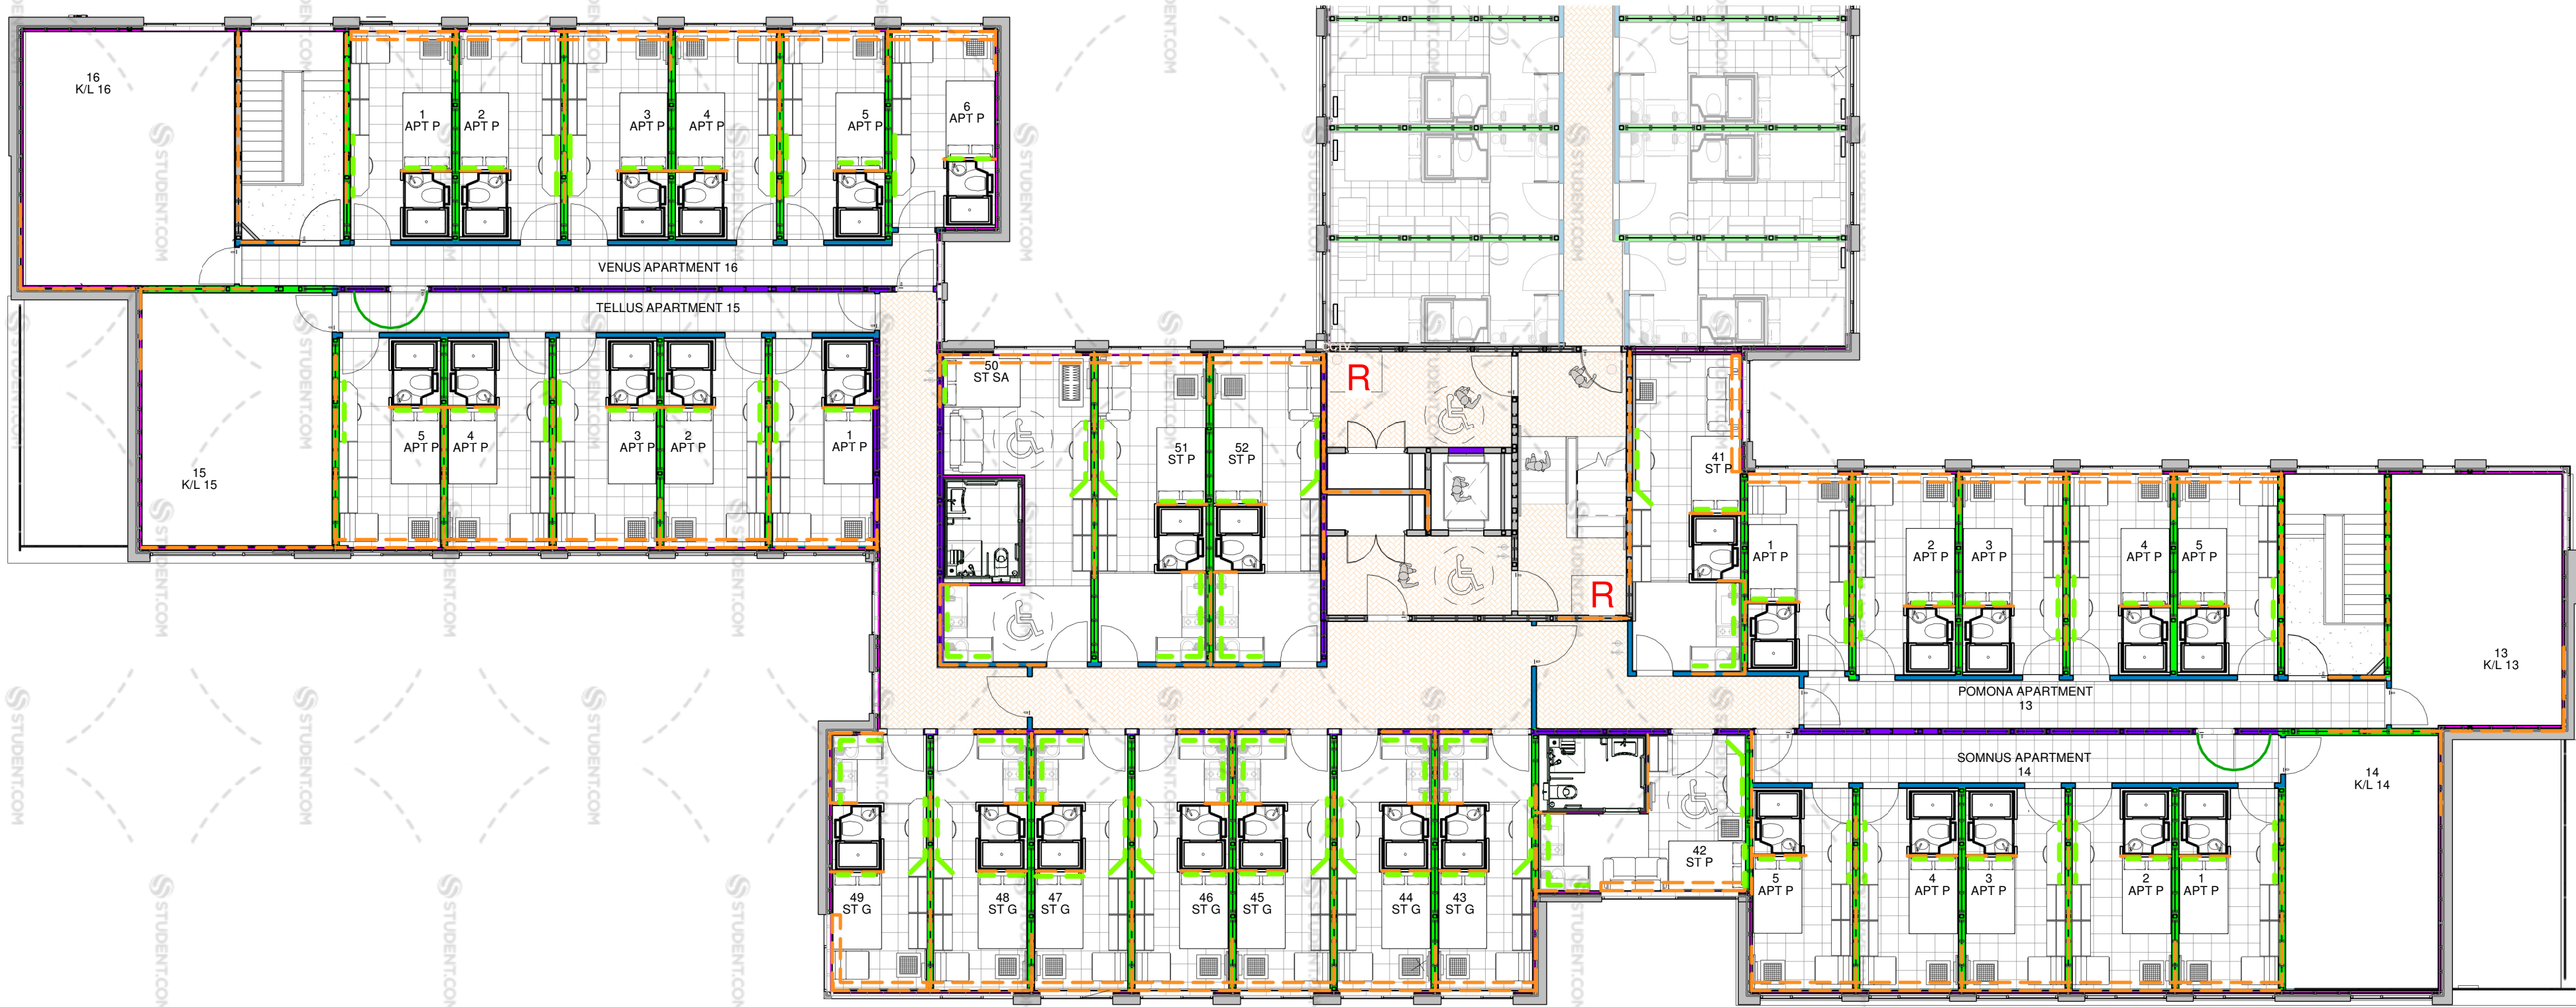 16
K/L 16
1
APT P
2
APT P
3
APT P
4
APT P
5
APT P
6
APT P
VENUS APARTMENT 16
TELLUS APARTMENT 15
15
K/L 15
5
APT P
4
APT P
3
APT P
2
APT P
1
APT P
50
ST SA
51
ST P
52
ST P
R
R
41
ST P
1
APT P
2
APT P
3
APT P
4
APT P
5
APT P
13
K/L 13
POMONA APARTMENT
13
SOMNUS APARTMENT
14
14
K/L 14
49
ST G
48
ST G
47
ST G
46
ST G
45
ST G
44
ST G
43
ST G
42
ST P
5
APT P
4
APT P
3
APT P
2
APT P
1
APT P
STUDENT.COM